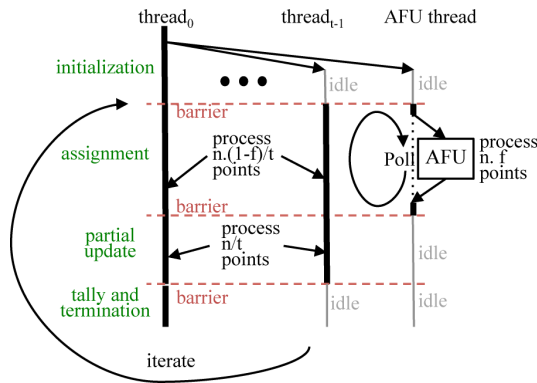 thread0 threadt-1 AFU thread
initialization
idle
idle
barrier
assignment
process
n.(1-f)/t
points
Poll
AFU
process
n. f
points
barrier
partial
update
process
n/t
points
idle
tally and
termination
barrier
idle
idle
iterate